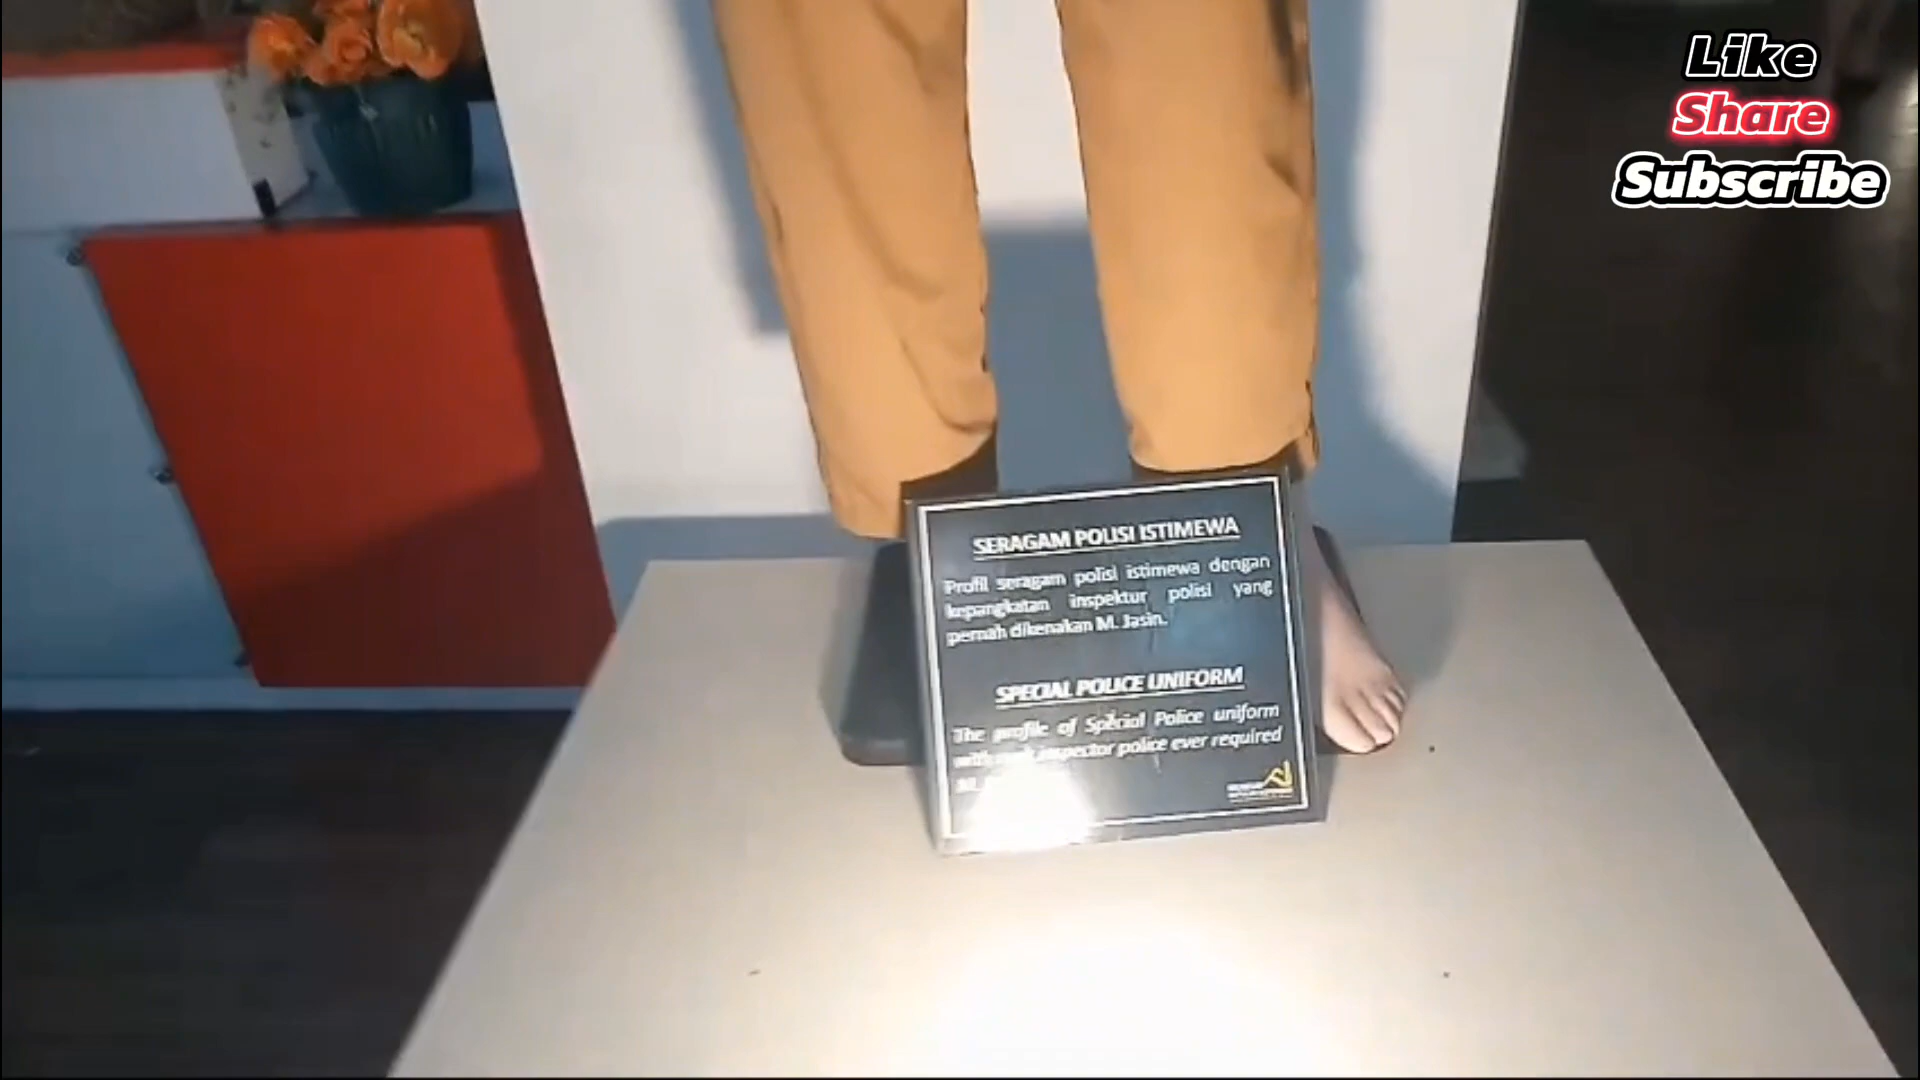 Like
Share
Subscribe
SERAGAM POLISI ISTIMEWA
Profil seragam polisi istimewa dengan
kepangkatan inspektur polisi yang
pernah dikenakan M. Jasin.
SPECIAL POLICE UNIFORM
The profile of Special Police uniform
with inspector police ever required
M.